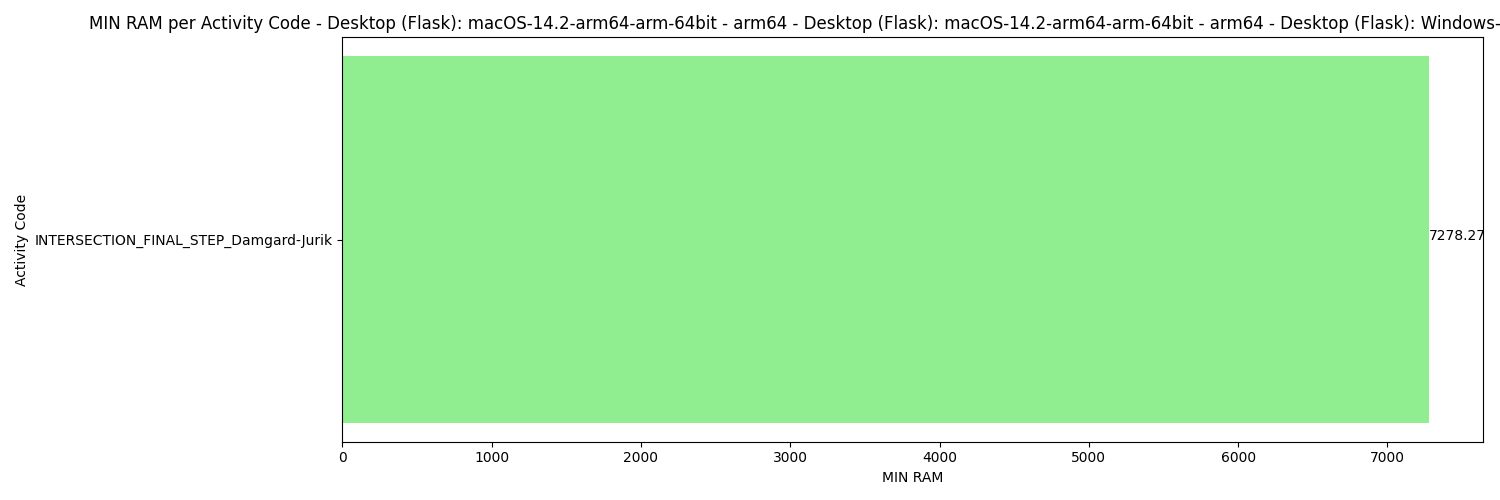 MIN RAM per Activity Code - Desktop (Flask): macOS-14.2-arm64-arm-64bit - arm64 - Desktop (Flask): macOS-14.2-arm64-arm-64bit - arm64 - Desktop (Flask): Windows-
Activity Code
INTERSECTION_FINAL_STEP_Damgard-Jurik
7278.27
0 1000 2000 3000 4000 5000 6000 7000
MIN RAM